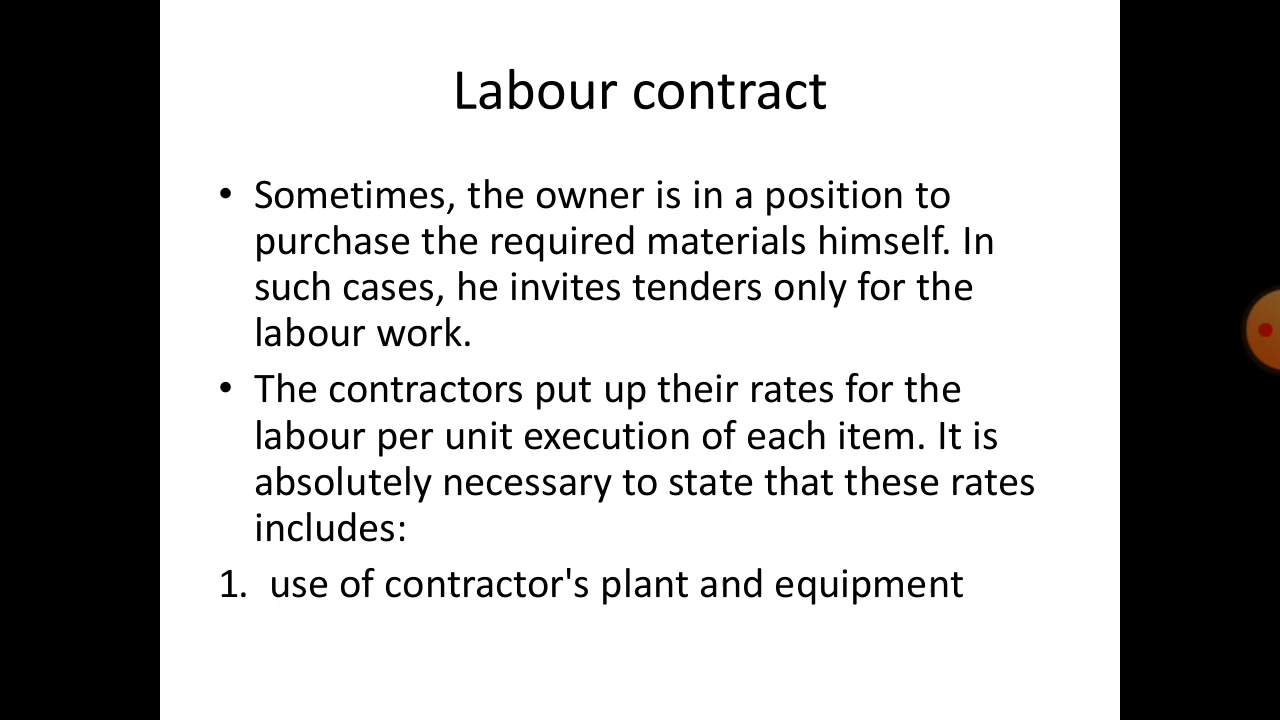 Labour contract
• Sometimes, the owner is in a position to
purchase the required materials himself. In
such cases, he invites tenders only for the
labour work.
• The contractors put up their rates for the
labour per unit execution of each item. It is
absolutely necessary to state that these rates
includes:
1. use of contractor's plant and equipment